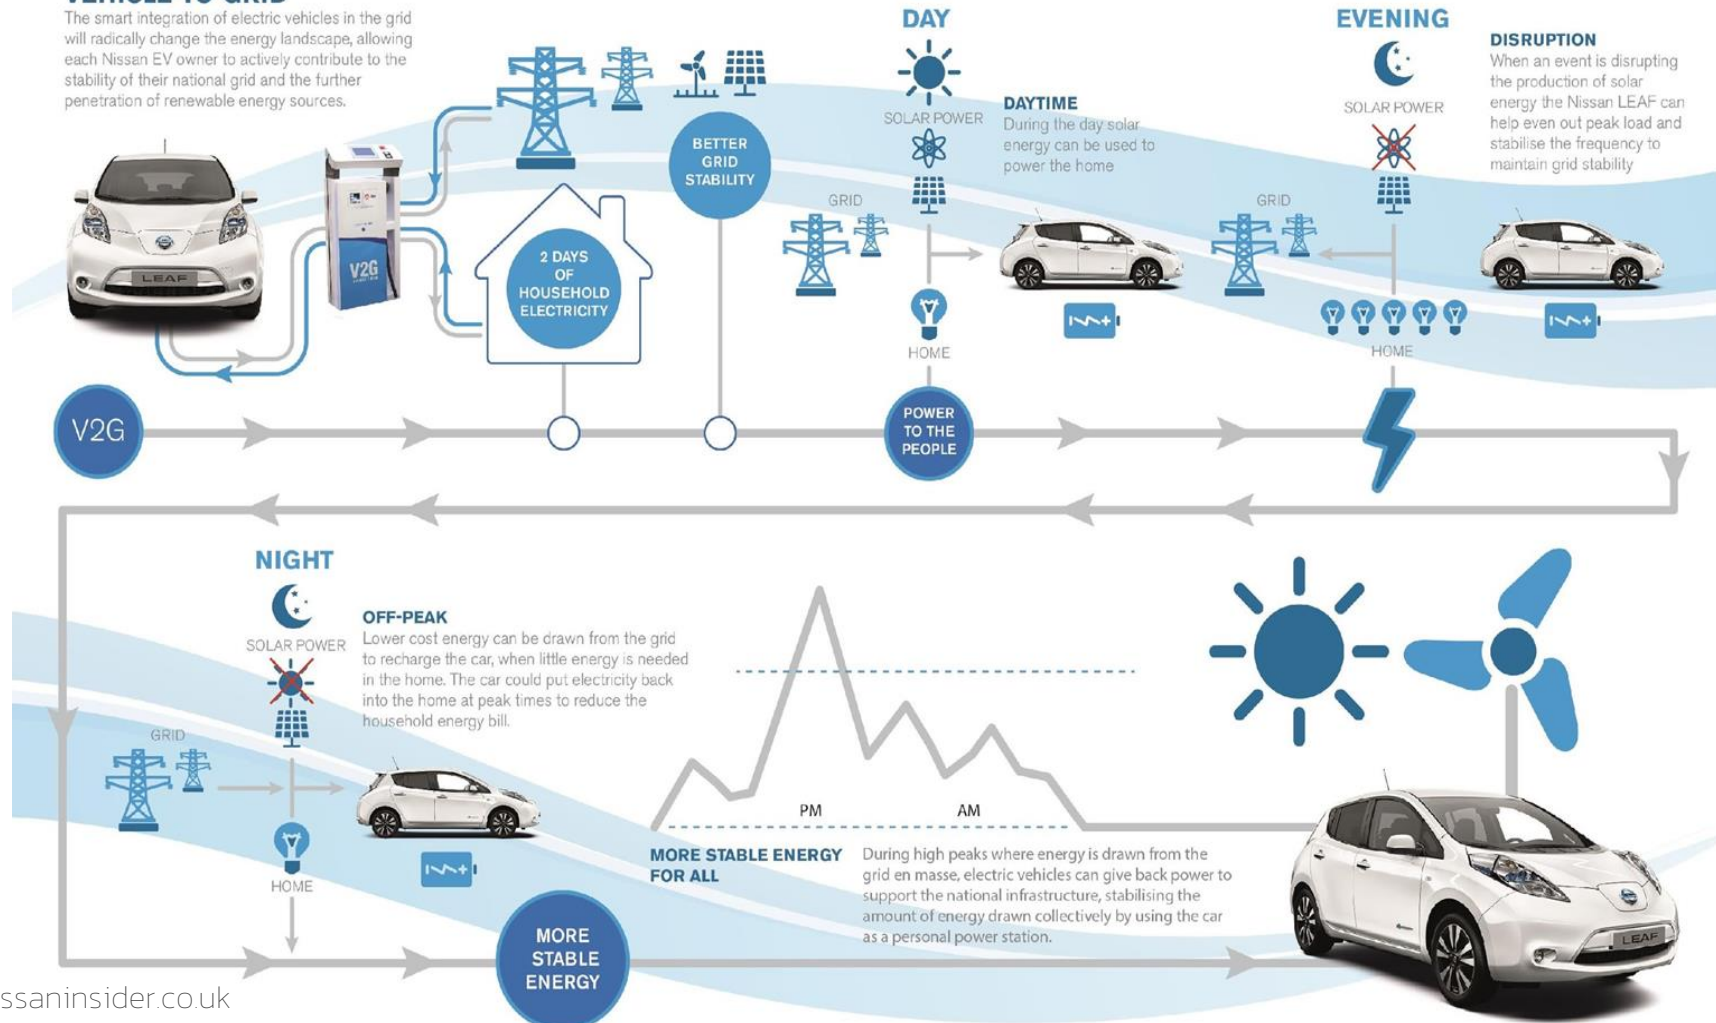 VEHICLE TO GRID
The smart integration of electric vehicles in the grid
will radically change the energy landscape, allowing
each Nissan EV owner to actively contribute to the
stability of their national grid and the further
penetration of renewable energy sources.
LEAF
V2G
2 DAYS
OF
HOUSEHOLD
ELECTRICITY
BETTER
GRID
STABILITY
DAY
SOLAR POWER
DAYTIME
During the day solar
energy can be used to
power the home
GRID
HOME
EVENING
SOLAR POWER
DISRUPTION
When an event is disrupting
the production of solar
energy the Nissan LEAF can
help even out peak load and
stabilise the frequency to
maintain grid stability
GRID
HOME
V2G
POWER
TO THE
PEOPLE
NIGHT
SOLAR POWER
OFF-PEAK
Lower cost energy can be drawn from the grid
to recharge the car, when little energy is needed
in the home. The car could put electricity back
into the home at peak times to reduce the
household energy bill.
GRID
HOME
PM
AM
MORE STABLE ENERGY
FOR ALL
During high peaks where energy is drawn from the
grid en masse, electric vehicles can give back power to
support the national infrastructure, stabilising the
amount of energy drawn collectively by using the car
as a personal power station.
MORE
STABLE
ENERGY
LEAF
ssaninsider.co.uk